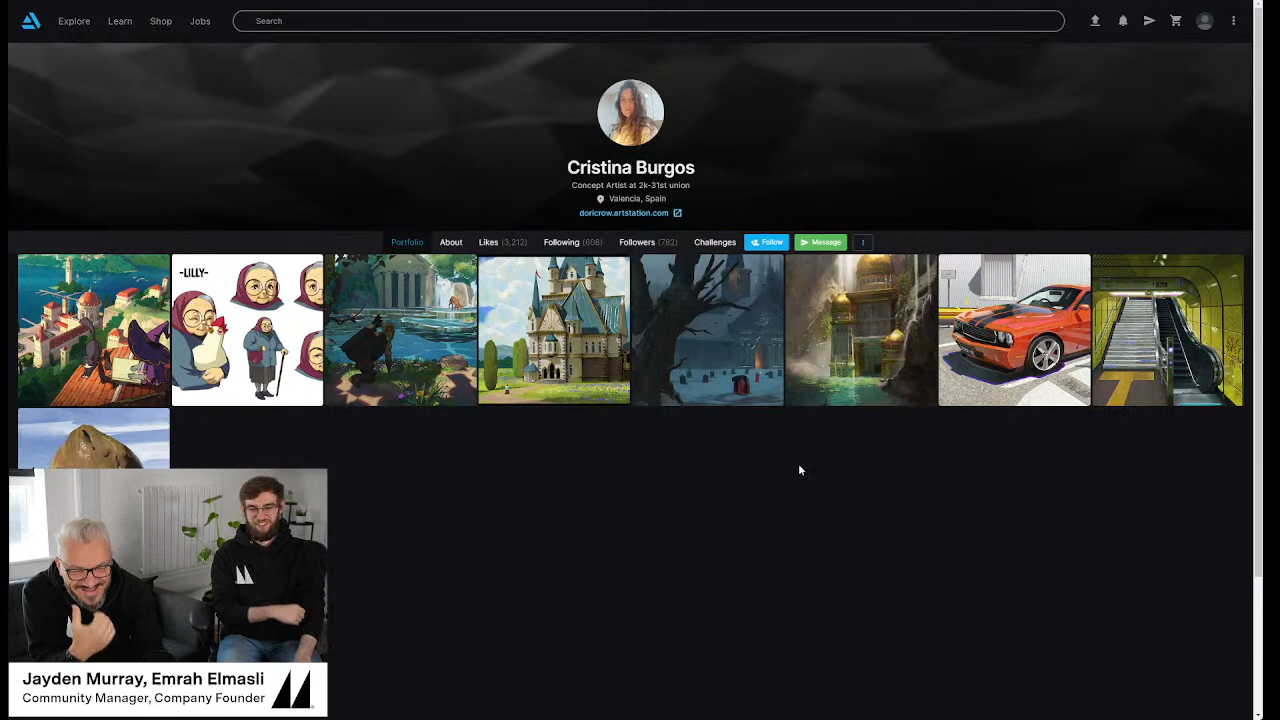 Explore Learn Shop Jobs Search
Cristina Burgos
Concept Artist at 2k-31st union
Valencia, Spain
doricrow.artstation.com
Portfolio About Likes (3,212) Following (608) Followers (782) Challenges Follow Message
-LILLY-
Jayden Murray, Emrah Elmasli
Community Manager, Company Founder